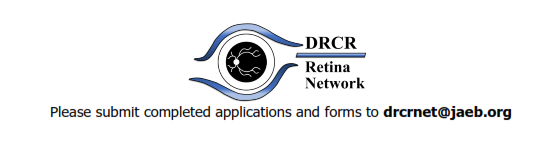 DRCR
Retina
Network
Please submit completed applications and forms to drcrnet@jaeb.org